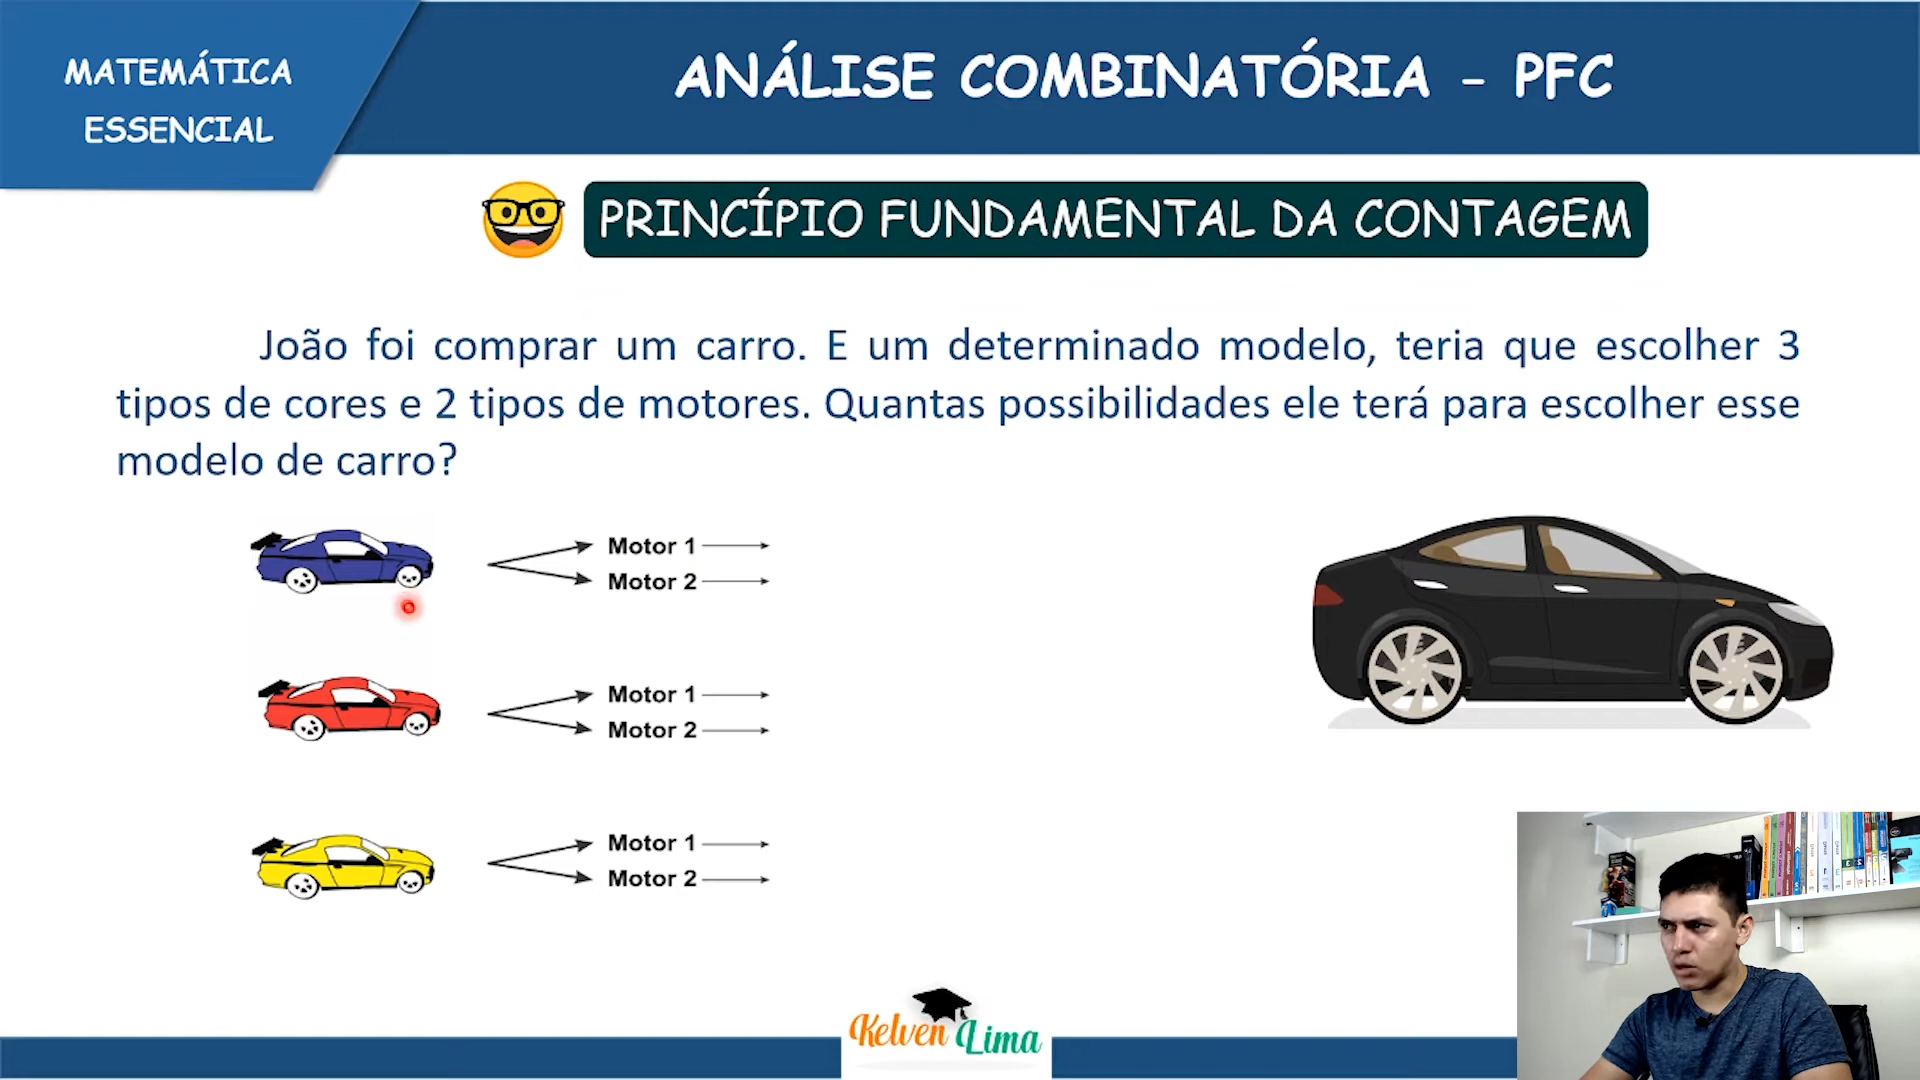 MATEMÁTICA
ESSENCIAL
ANÁLISE COMBINATÓRIA - PFC
PRINCÍPIO FUNDAMENTAL DA CONTAGEM
João foi comprar um carro. E um determinado modelo, teria que escolher 3
tipos de cores e 2 tipos de motores. Quantas possibilidades ele terá para escolher esse
modelo de carro?
Motor 1
Motor 2
Motor 1
Motor 2
Motor 1
Motor 2
Kelven Lima